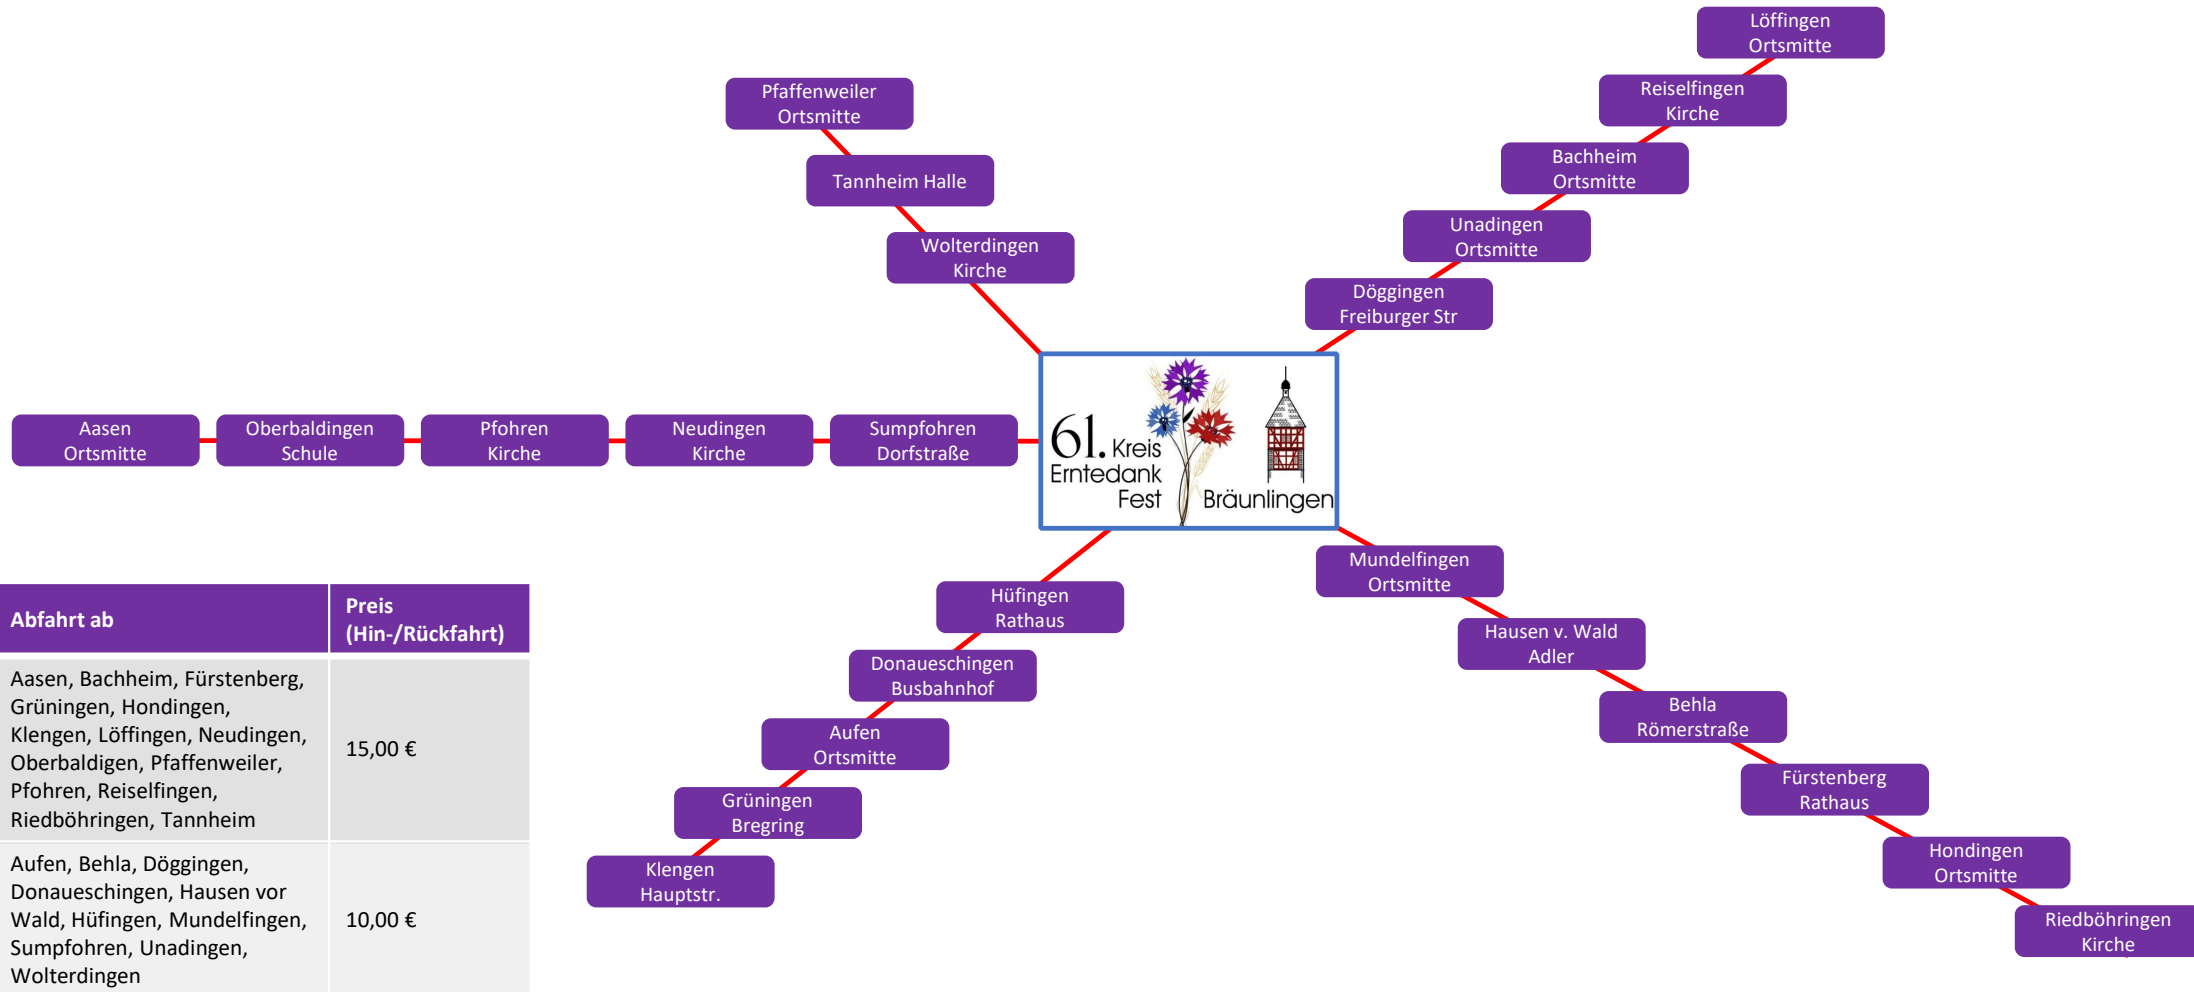 Löffingen
Ortsmitte
Reiselfingen
Kirche
Bachheim
Ortsmitte
Unadingen
Ortsmitte
Döggingen
Freiburger Str
Pfaffenweiler
Ortsmitte
Tannheim Halle
Wolterdingen
Kirche
Aasen
Ortsmitte
Oberbaldingen
Schule
Pfohren
Kirche
Neudingen
Kirche
Sumpfohren
Dorfstraße
61. Kreis
Erntedank
Fest
Bräunlingen
Mundelfingen
Ortsmitte
Hausen v. Wald
Adler
Behla
Römerstraße
Fürstenberg
Rathaus
Hondingen
Ortsmitte
Riedböhringen
Kirche
Hüfingen
Rathaus
Donaueschingen
Busbahnhof
Aufen
Ortsmitte
Grüningen
Bregring
Klengen
Hauptstr.
Abfahrt ab
Preis
(Hin-/Rückfahrt)
Aasen, Bachheim, Fürstenberg,
Grüningen, Hondingen,
Klengen, Löffingen, Neudingen,
Oberbaldigen, Pfaffenweiler,
Pfohren, Reiselfingen,
Riedböhringen, Tannheim
15,00 €
Aufen, Behla, Döggingen,
Donaueschingen, Hausen vor
Wald, Hüfingen, Mundelfingen,
Sumpfohren, Unadingen,
Wolterdingen
10,00 €